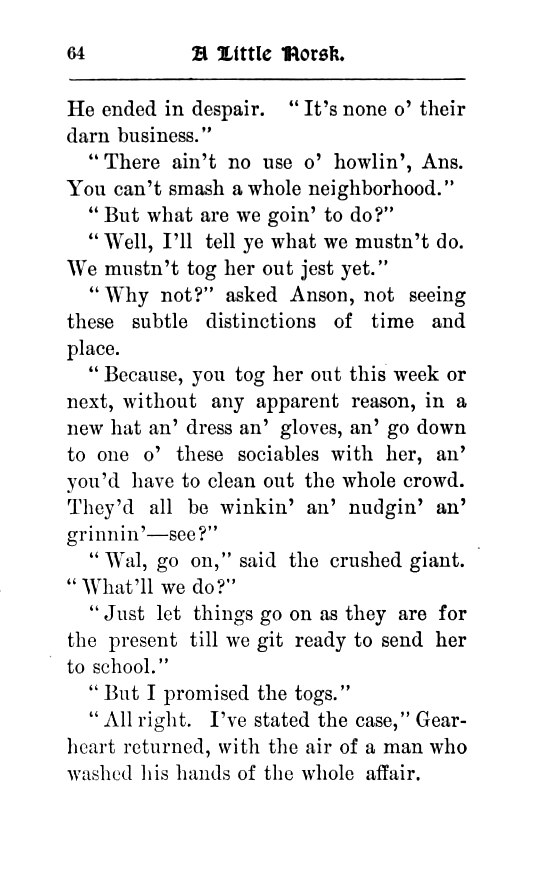 64 A Little Norsk.
He ended in despair. "It's none o' their
darn business."
"There ain't no use o' howlin', Ans.
You can't smash a whole neighborhood."
"But what are we goin' to do?"
"Well, I'll tell ye what we mustn't do.
We mustn't tog her out jest yet."
"Why not?" asked Anson, not seeing
these subtle distinctions of time and
place.
"Because, you tog her out this week or
next, without any apparent reason, in a
new hat an' dress an' gloves, an' go down
to one o' these sociables with her, an'
you'd have to clean out the whole crowd.
They'd all be winkin' an' nudgin' an'
grinnin'—see?"
"Wal, go on," said the crushed giant.
"What'll we do?"
"Just let things go on as they are for
the present till we git ready to send her
to school."
"But I promised the togs."
"All right. I've stated the case," Gear-
heart returned, with the air of a man who
washed his hands of the whole affair.